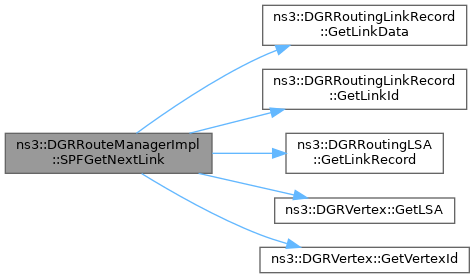 ns3::DGRRouteManagerImpl
::SPFGetNextLink
ns3::DGRRoutingLinkRecord
::GetLinkData
ns3::DGRRoutingLinkRecord
::GetLinkId
ns3::DGRRoutingLSA
::GetLinkRecord
ns3::DGRVertex::GetLSA
ns3::DGRVertex::GetVertexId